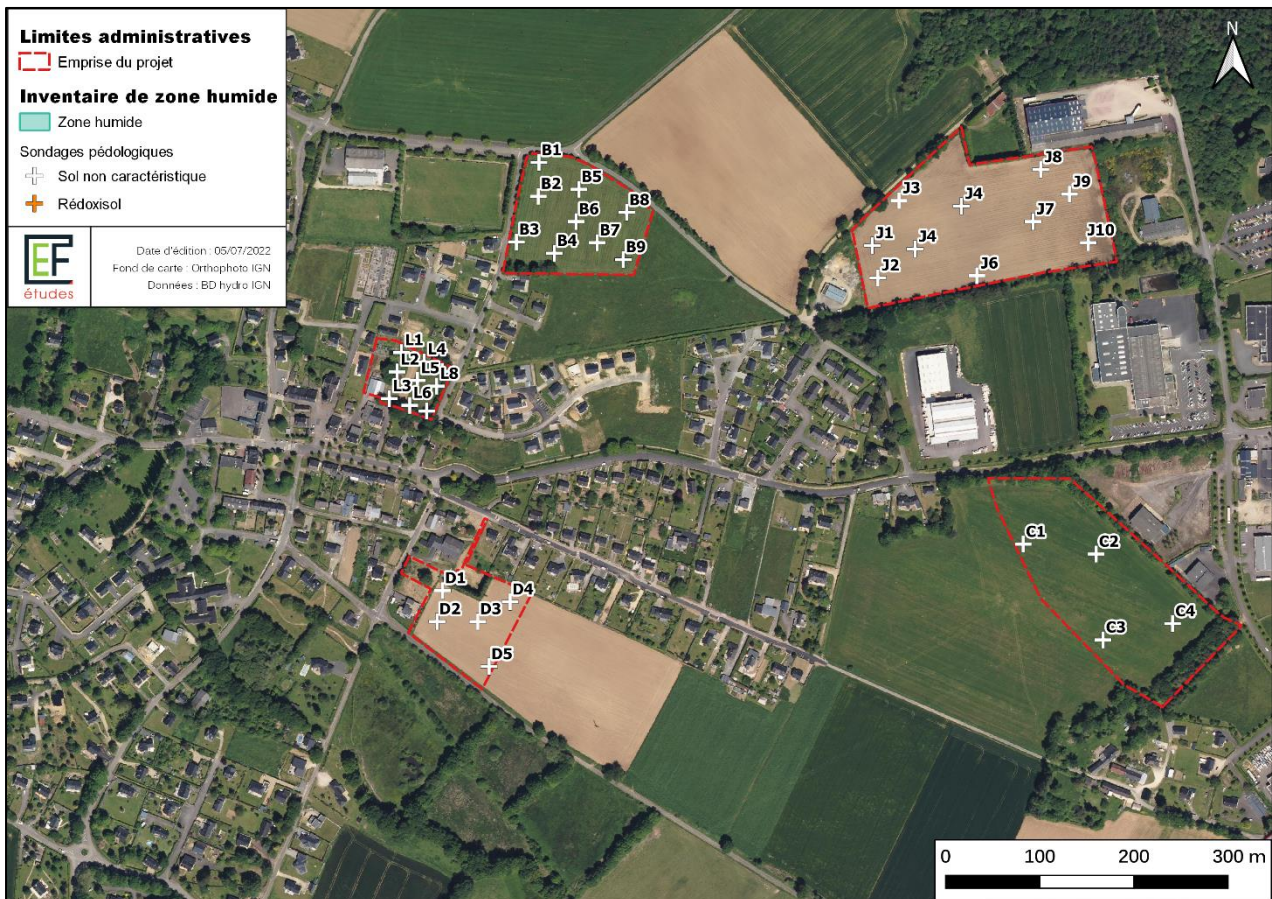 Limites administratives
Emprise du projet
Inventaire de zone humide
Zone humide
Sondages pédologiques
Sol non caractéristique
Rédoxisol
EF
études
Date d'édition : 05/07/2022
Fond de carte : Orthophoto IGN
Données : BD hydro IGN
N
B1
B2
B5
B8
B3
B6
B4
B7
B9
J8
J9
J3
J4
J7
J1
J4
J10
J2
J6
L1
L4
L2
L5
L8
L3
L6
C1
C2
C4
C3
D1
D4
D2
D3
D5
0 100 200 300 m